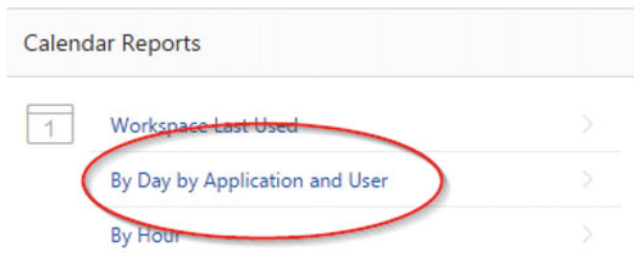 Calendar Reports
1
Workspace Last Used
By Day by Application and User
By Hour